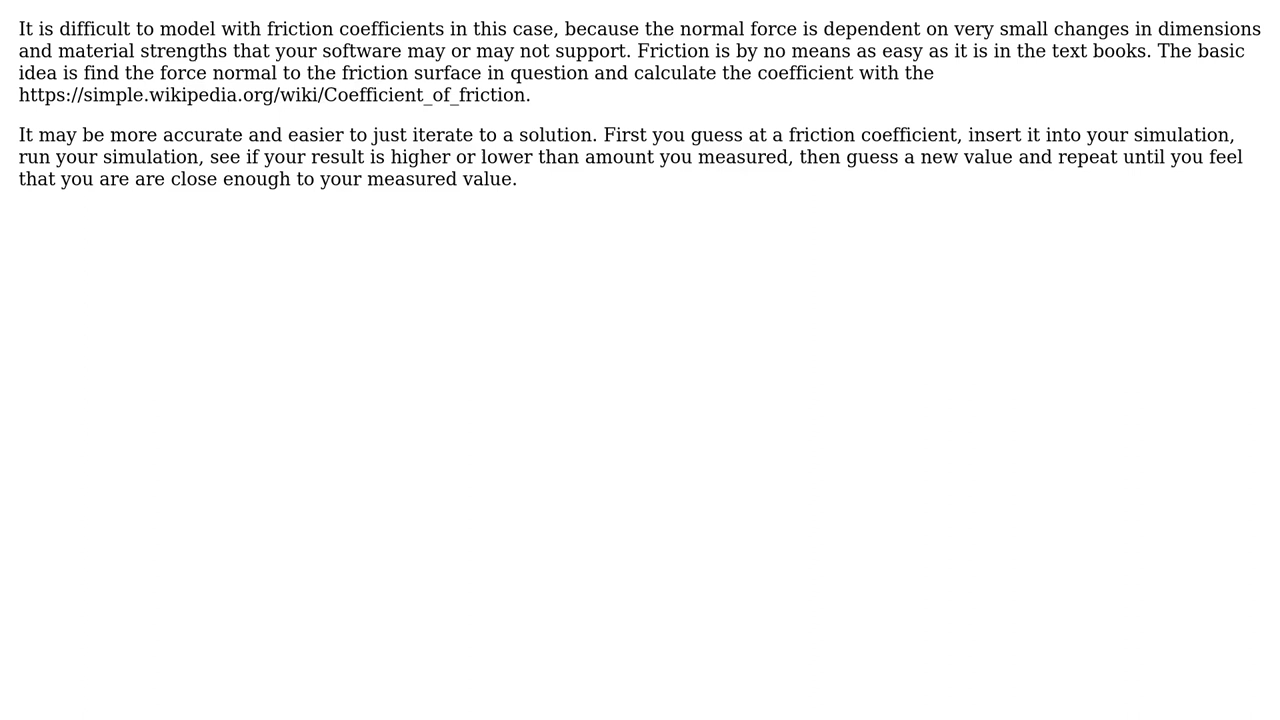 It is difficult to model with friction coefficients in this case, because the normal force is dependent on very small changes in dimensions
and material strengths that your software may or may not support. Friction is by no means as easy as it is in the text books. The basic
idea is find the force normal to the friction surface in question and calculate the coefficient with the
https://simple.wikipedia.org/wiki/Coefficient_of_friction.
It may be more accurate and easier to just iterate to a solution. First you guess at a friction coefficient, insert it into your simulation,
run your simulation, see if your result is higher or lower than amount you measured, then guess a new value and repeat until you feel
that you are are close enough to your measured value.